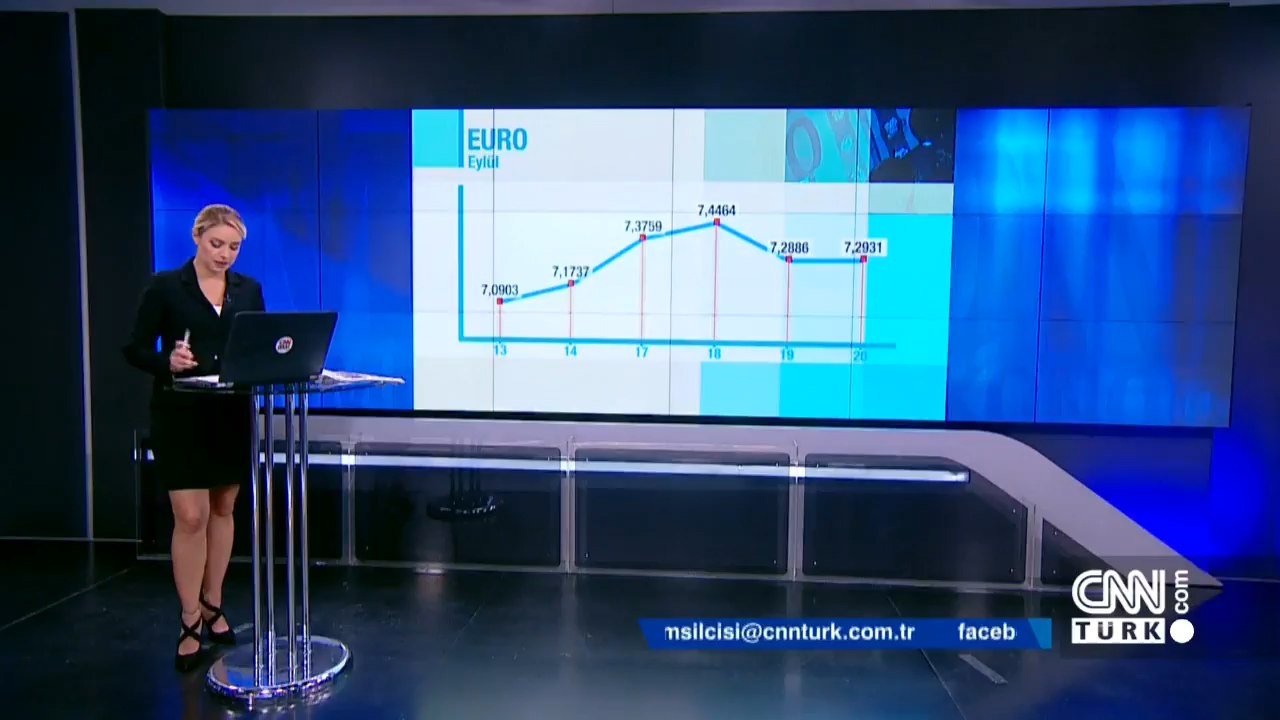 EURO
Eylül
7,0903
7,1737
7,3759
7,4464
7,2886
7,2931
13 14 17 18 19 20
msilcisi@cnnturk.com.tr faceb
CNN
TÜRK
.com